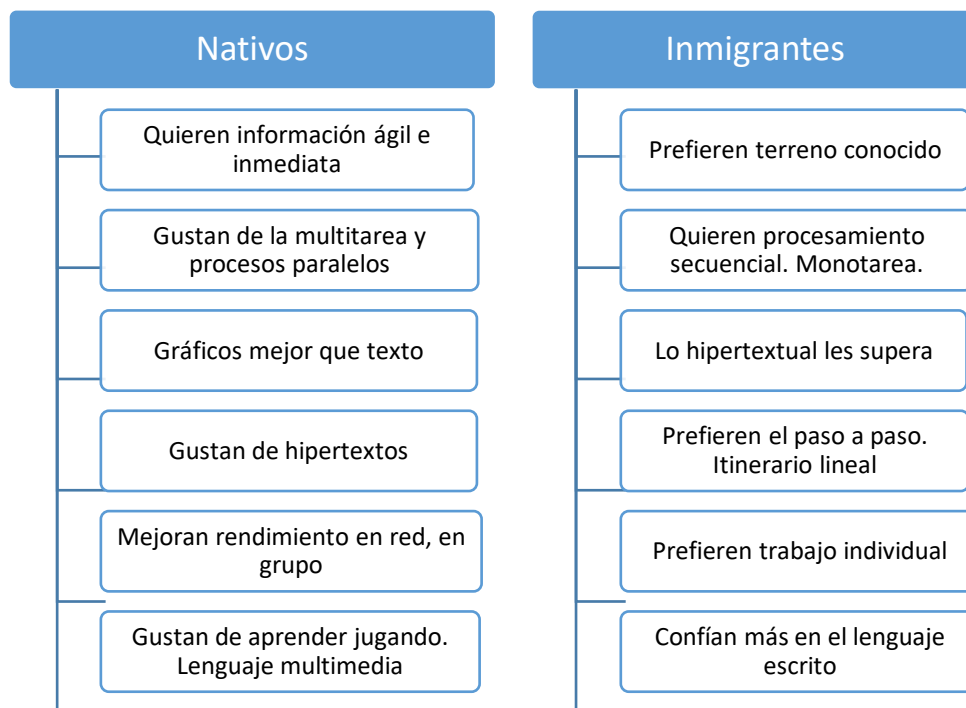 Nativos
Quieren información ágil e
inmediata
Gustan de la multitarea y
procesos paralelos
Gráficos mejor que texto
Gustan de hipertextos
Mejoran rendimiento en red, en
grupo
Gustan de aprender jugando.
Lenguaje multimedia
Inmigrantes
Prefieren terreno conocido
Quieren procesamiento
secuencial. Monotarea.
Lo hipertextual les supera
Prefieren el paso a paso.
Itinerario lineal
Prefieren trabajo individual
Confían más en el lenguaje
escrito